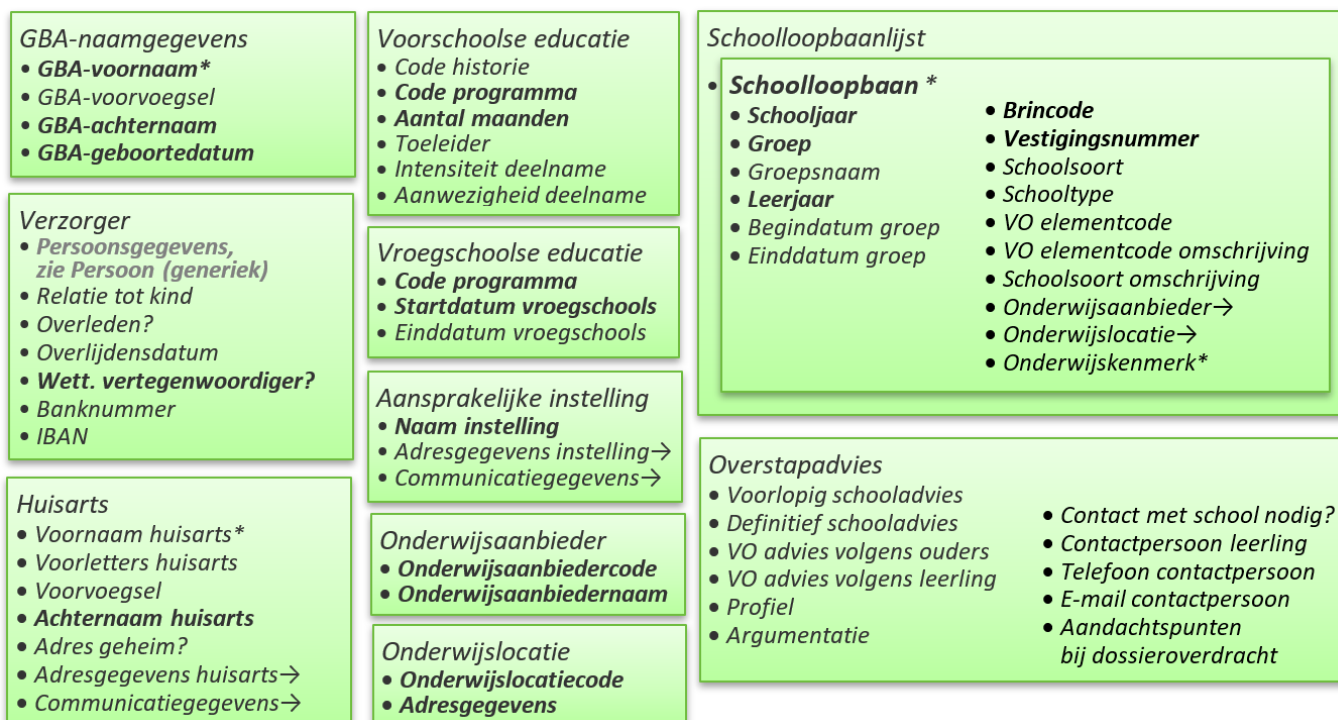 GBA-naamgegevens
• GBA-voornaam*
• GBA-voorvoegsel
• GBA-achternaam
• GBA-geboortedatum
Verzorger
• Persoonsgegevens,
zie Persoon (generiek)
• Relatie tot kind
• Overleden?
• Overlijdensdatum
• Wett. vertegenwoordiger?
• Banknummer
• IBAN
Huisarts
• Voornaam huisarts*
• Voorletters huisarts
• Voorvoegsel
• Achternaam huisarts
• Adres geheim?
• Adresgegevens huisarts→
• Communicatiegegevens→
Voorschoolse educatie
• Code historie
• Code programma
• Aantal maanden
• Toeleider
• Intensiteit deelname
• Aanwezigheid deelname
Vroegschoolse educatie
• Code programma
• Startdatum vroegschools
• Einddatum vroegschools
Aansprakelijke instelling
• Naam instelling
• Adresgegevens instelling→
• Communicatiegegevens→
Onderwijsaanbieder
• Onderwijsaanbiedercode
• Onderwijsaanbiedernaam
Onderwijslocatie
• Onderwijslocatiecode
• Adresgegevens
Schoolloopbaanlijst
• Schoolloopbaan *
• Schooljaar
• Groep
• Groepsnaam
• Leerjaar
• Begindatum groep
• Einddatum groep
• Brincode
• Vestigingsnummer
• Schoolsoort
• Schooltype
• VO elementcode
• VO elementcode omschrijving
• Schoolsoort omschrijving
• Onderwijsaanbieder→
• Onderwijslocatie→
• Onderwijskenmerk*
Overstapadvies
• Voorlopig schooladvies
• Definitief schooladvies
• VO advies volgens ouders
• VO advies volgens leerling
• Profiel
• Argumentatie
• Contact met school nodig?
• Contactpersoon leerling
• Telefoon contactpersoon
• E-mail contactpersoon
• Aandachtspunten
bij dossieroverdracht